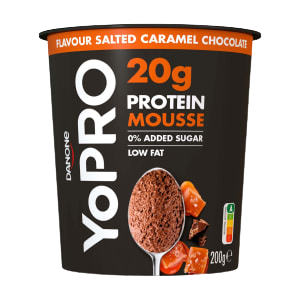 FLAVOUR SALTED CARAMEL CHOCOLATE
DANONE
YoPRO
20g
PROTEIN
MOUSSE
0% ADDED SUGAR
LOW FAT
200g℮